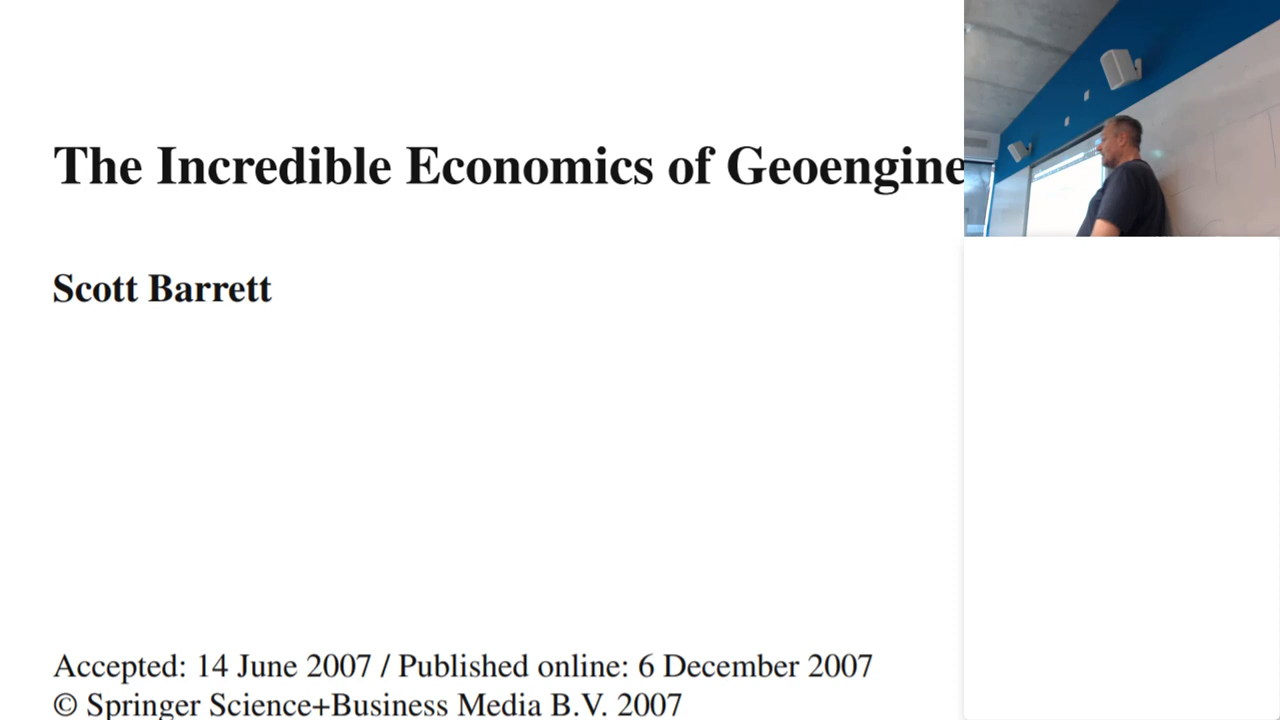 The Incredible Economics of Geoengine
Scott Barrett
Accepted: 14 June 2007 / Published online: 6 December 2007
© Springer Science+Business Media B.V. 2007